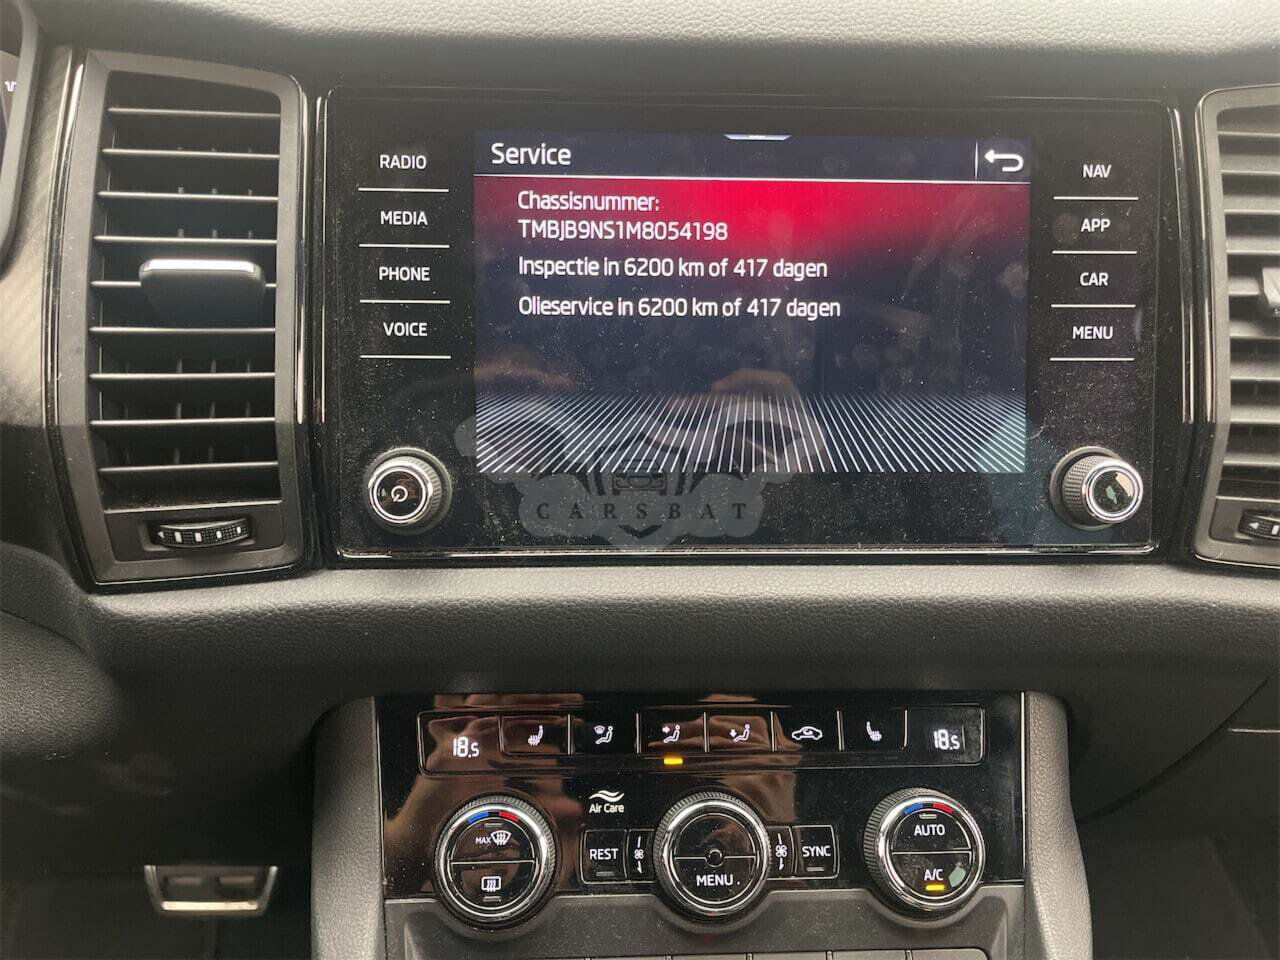 Service
Chassisnummer:
TMBJB9NS1M8054198
Inspectie in 6200 km of 417 dagen
Olieservice in 6200 km of 417 dagen
RADIO
MEDIA
PHONE
VOICE
NAV
APP
CAR
MENU
CARSBAT
18.5
18.5
Air Care
MAX
REST
MENU
SYNC
AUTO
A/C